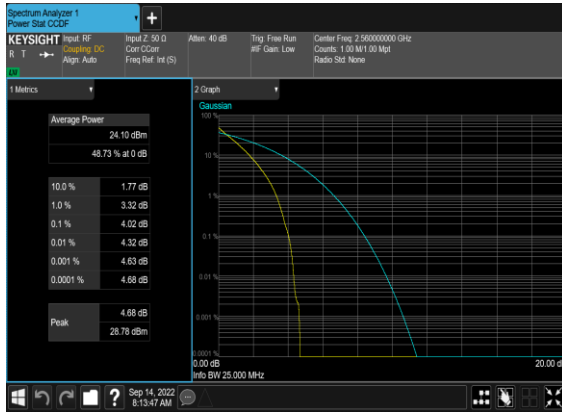 Spectrum Analyzer 1
Power Stat CCDF
KEYSIGHT
R T
LXI
Input: RF
Coupling: DC
Align: Auto
Input Z: 50 Ω
Corr CCorr
Freq Ref: Int (S)
Atten: 40 dB
Trig: Free Run
#IF Gain: Low
Center Freq: 2.560000000 GHz
Counts: 1.00 M/1.00 Mpt
Radio Std: None
1 Metrics
Average Power
24.10 dBm
48.73 % at 0 dB
10.0 % 1.77 dB
1.0 % 3.32 dB
0.1 % 4.02 dB
0.01 % 4.32 dB
0.001 % 4.63 dB
0.0001 % 4.68 dB
Peak
4.68 dB
28.78 dBm
2 Graph
Gaussian
100 %
10 %
1 %
0.1 %
0.01 %
0.001 %
0.0001 %
0.00 dB
20.00 d
Info BW 25.000 MHz
?
Sep 14, 2022
8:13:47 AM